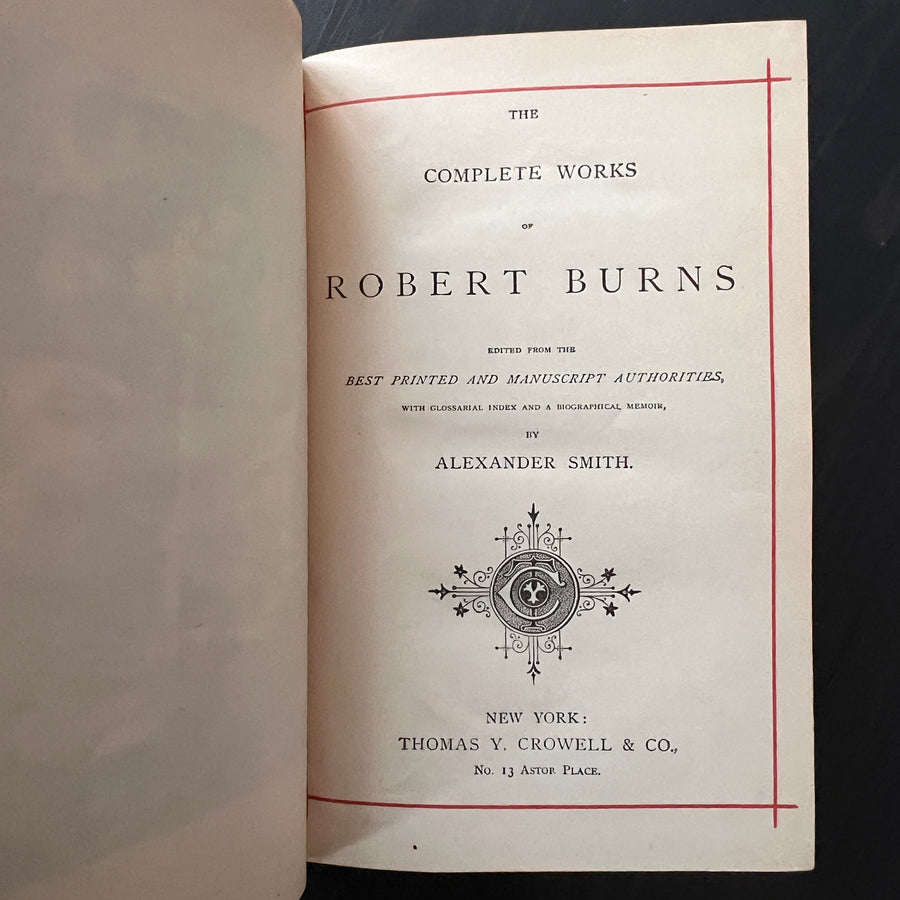 THE
COMPLETE WORKS
OF
ROBERT BURNS
EDITED FROM THE
BEST PRINTED AND MANUSCRIPT AUTHORITIES,
WITH GLOSSARIAL INDEX AND A BIOGRAPHICAL MEMOIR,
BY
ALEXANDER SMITH.
NEW YORK:
THOMAS Y. CROWELL & CO.,
No. 13 Astor Place.